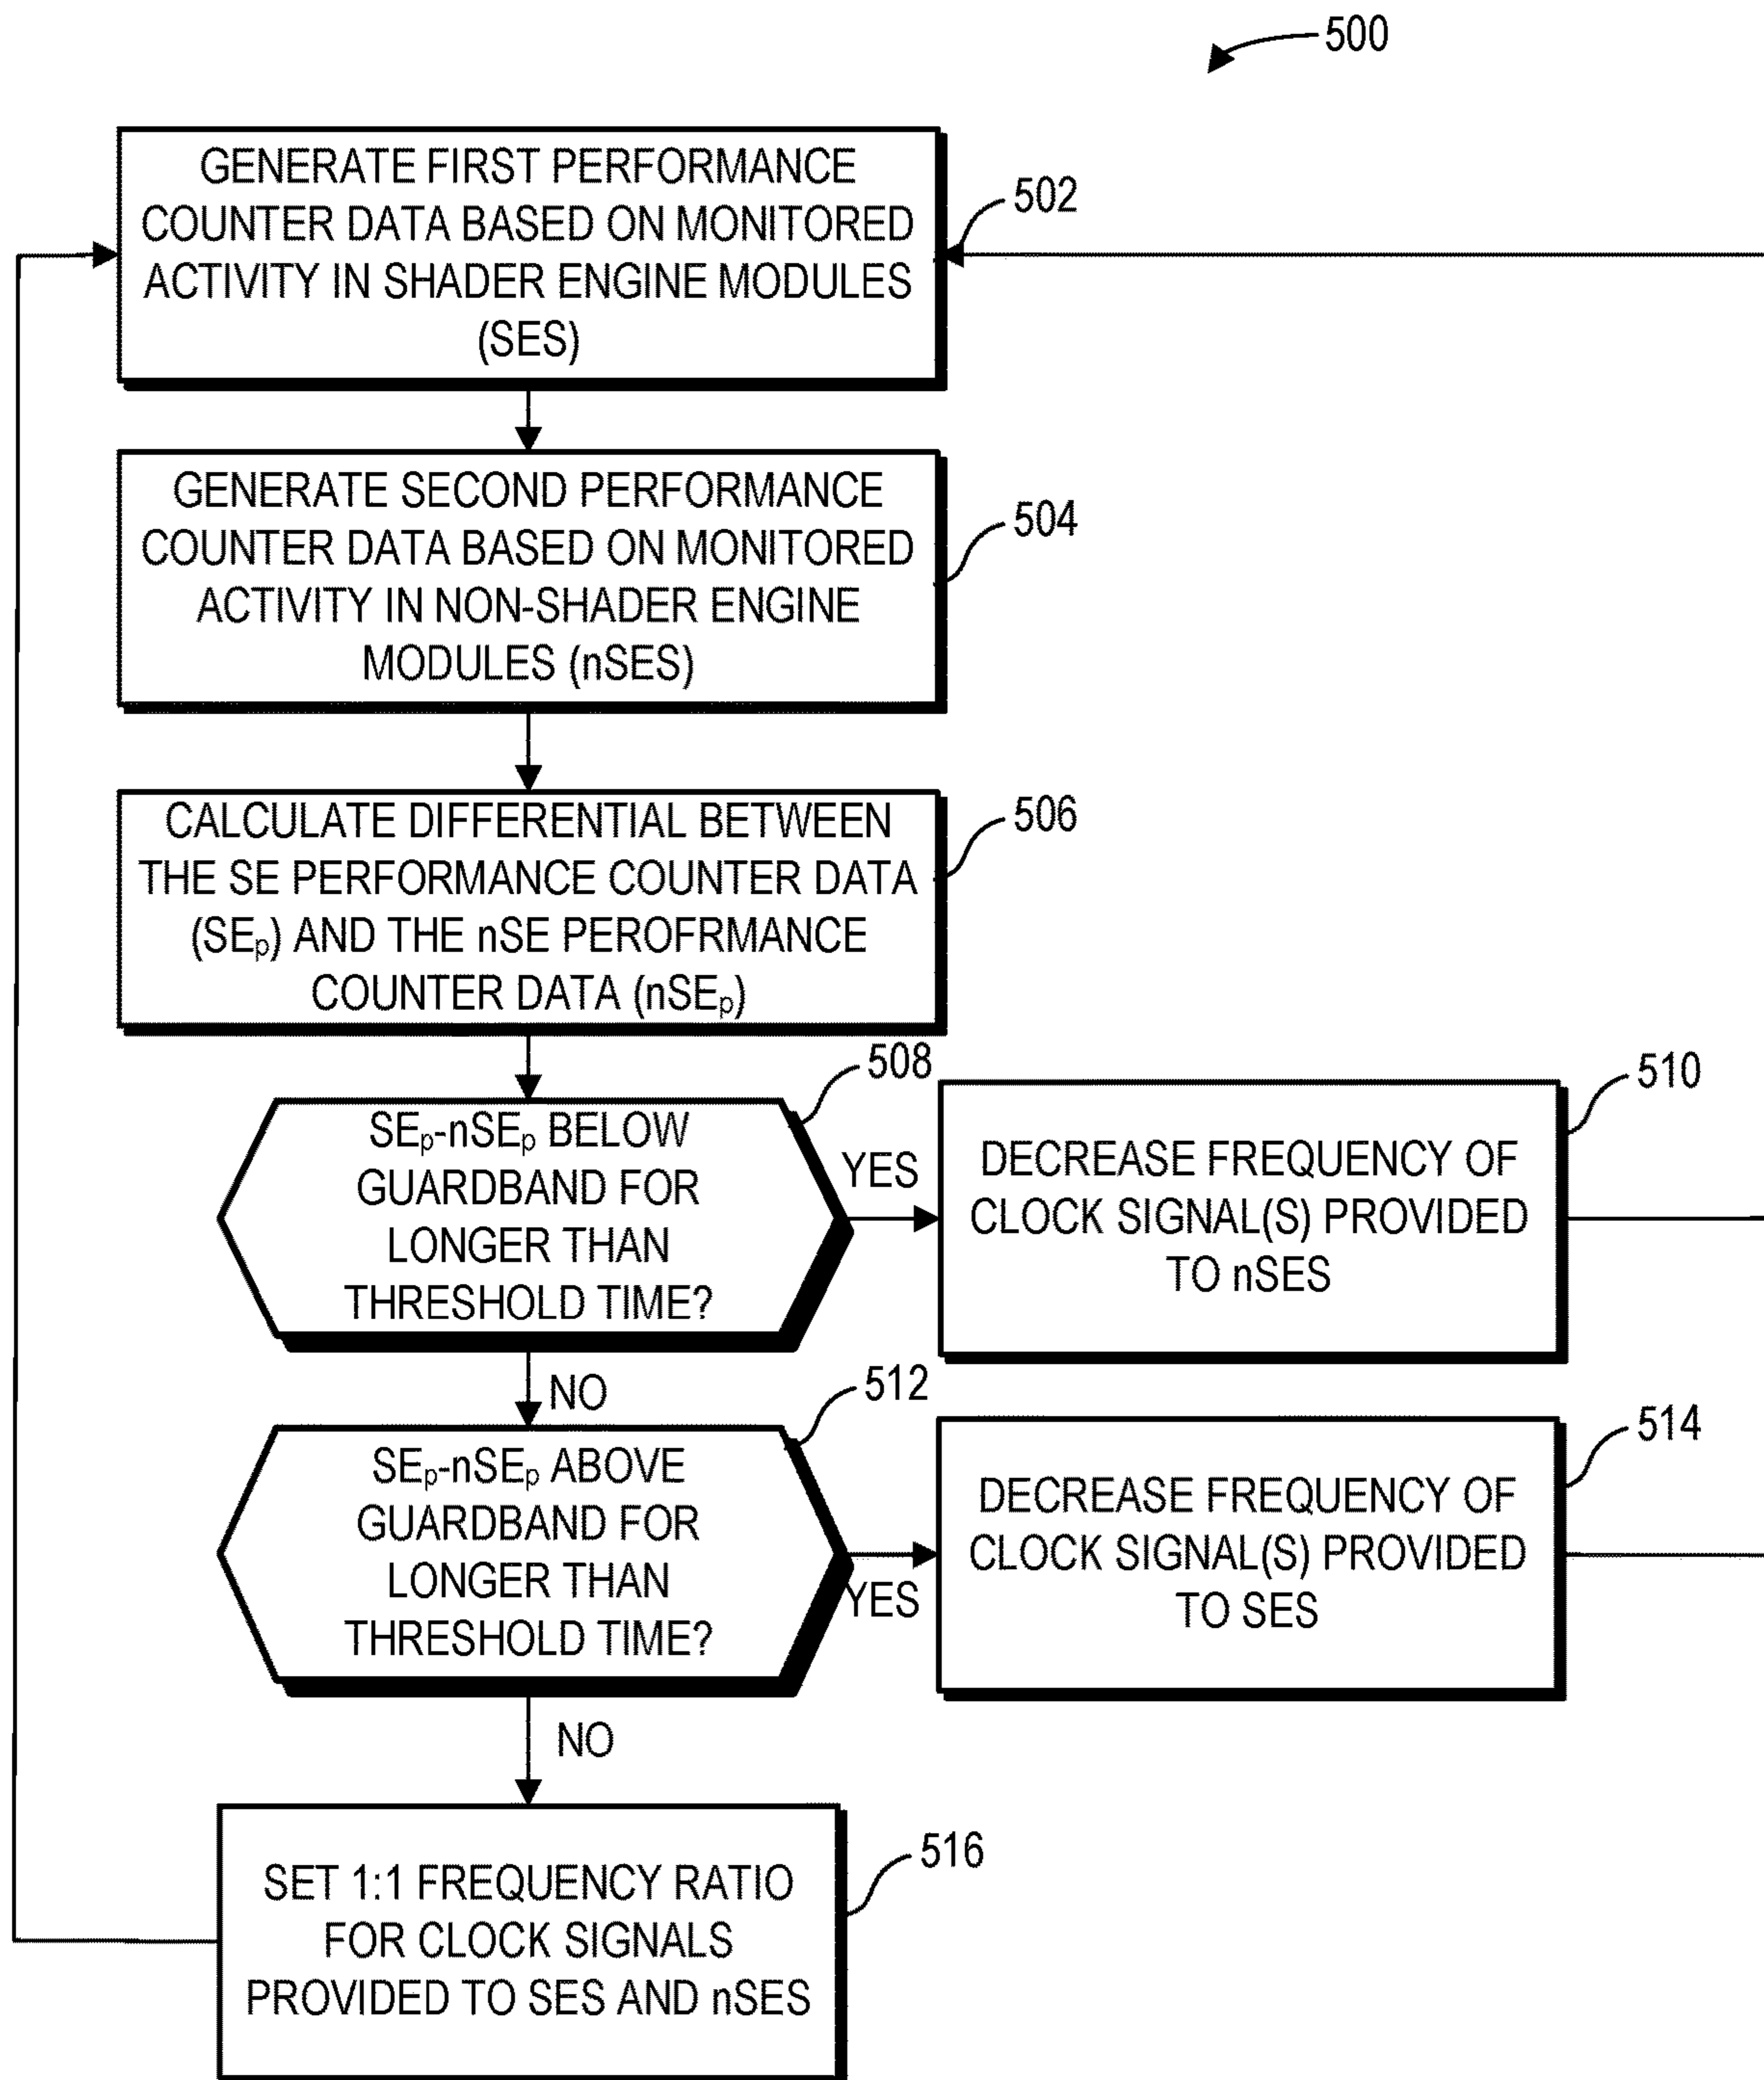 500
GENERATE FIRST PERFORMANCE
COUNTER DATA BASED ON MONITORED
ACTIVITY IN SHADER ENGINE MODULES
(SES)
502
GENERATE SECOND PERFORMANCE
COUNTER DATA BASED ON MONITORED
ACTIVITY IN NON-SHADER ENGINE
MODULES (nSES)
504
CALCULATE DIFFERENTIAL BETWEEN
THE SE PERFORMANCE COUNTER DATA
(SEₚ) AND THE nSE PEROFRMANCE
COUNTER DATA (nSEₚ)
506
SEₚ-nSEₚ BELOW
GUARDBAND FOR
LONGER THAN
THRESHOLD TIME?
508
YES
DECREASE FREQUENCY OF
CLOCK SIGNAL(S) PROVIDED
TO nSES
510
NO
SEₚ-nSEₚ ABOVE
GUARDBAND FOR
LONGER THAN
THRESHOLD TIME?
512
YES
DECREASE FREQUENCY OF
CLOCK SIGNAL(S) PROVIDED
TO SES
514
NO
SET 1:1 FREQUENCY RATIO
FOR CLOCK SIGNALS
PROVIDED TO SES AND nSES
516